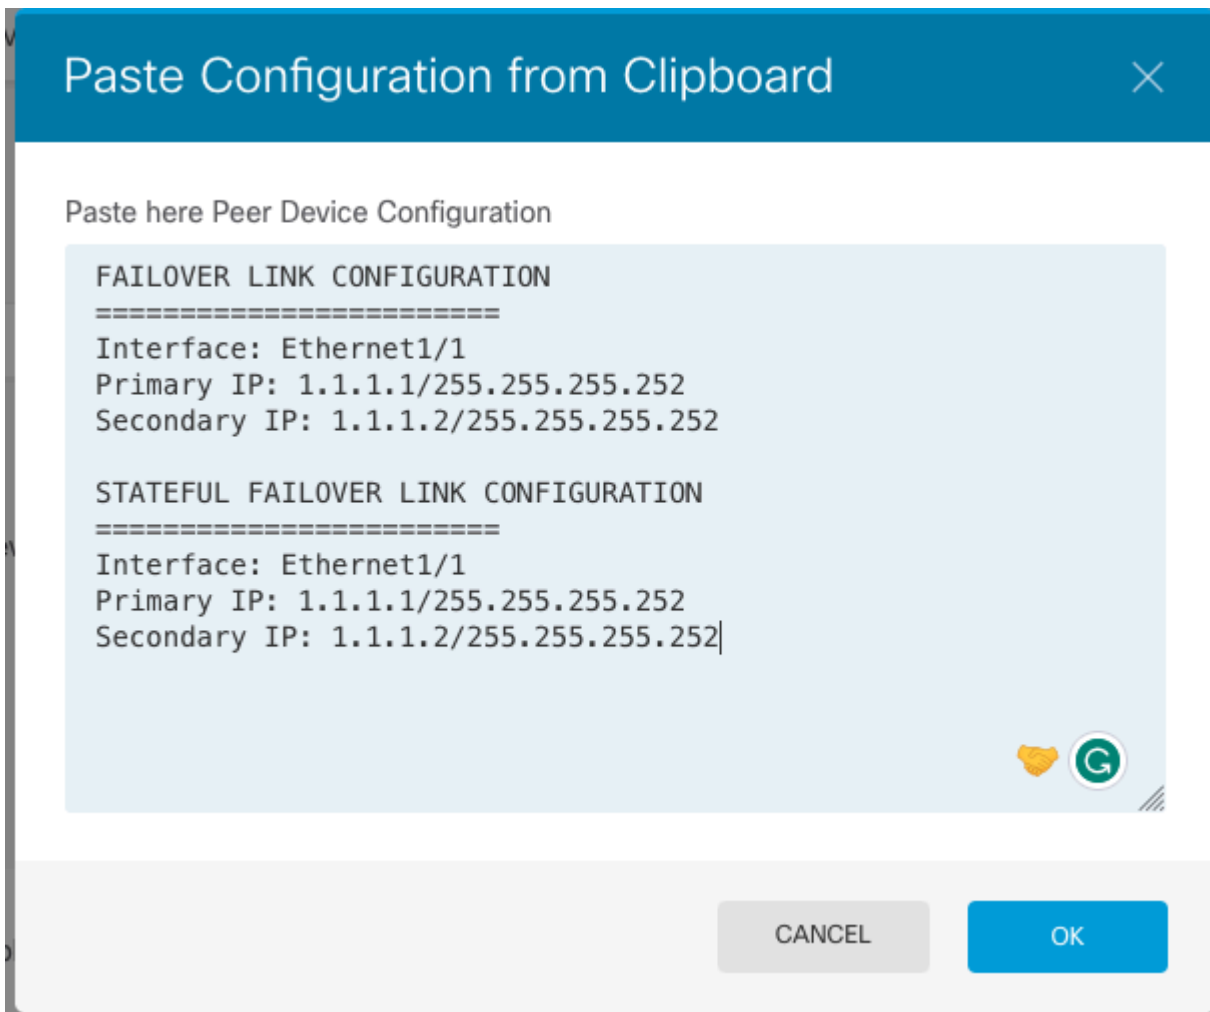 Paste Configuration from Clipboard
Paste here Peer Device Configuration
FAILOVER LINK CONFIGURATION
========================
Interface: Ethernet1/1
Primary IP: 1.1.1.1/255.255.255.252
Secondary IP: 1.1.1.2/255.255.255.252
STATEFUL FAILOVER LINK CONFIGURATION
========================
Interface: Ethernet1/1
Primary IP: 1.1.1.1/255.255.255.252
Secondary IP: 1.1.1.2/255.255.255.252
CANCEL
OK